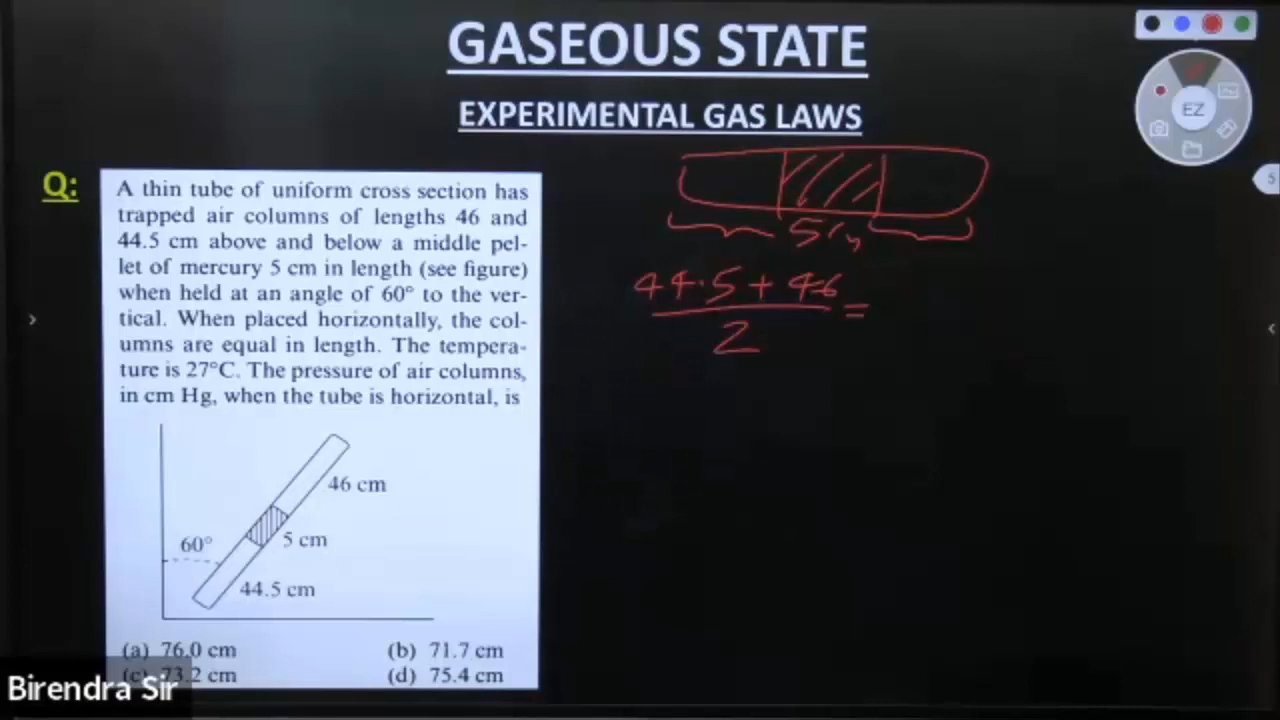 GASEOUS STATE
EXPERIMENTAL GAS LAWS
EZ
5
Q:
A thin tube of uniform cross section has
trapped air columns of lengths 46 and
44.5 cm above and below a middle pel-
let of mercury 5 cm in length (see figure)
when held at an angle of 60° to the ver-
tical. When placed horizontally, the col-
umns are equal in length. The tempera-
ture is 27°C. The pressure of air columns,
in cm Hg, when the tube is horizontal, is
46 cm
60°
5 cm
44.5 cm
(a) 76.0 cm (b) 71.7 cm
(c) 73.2 cm (d) 75.4 cm
5
44.5 + 46 =
2
Birendra Sir